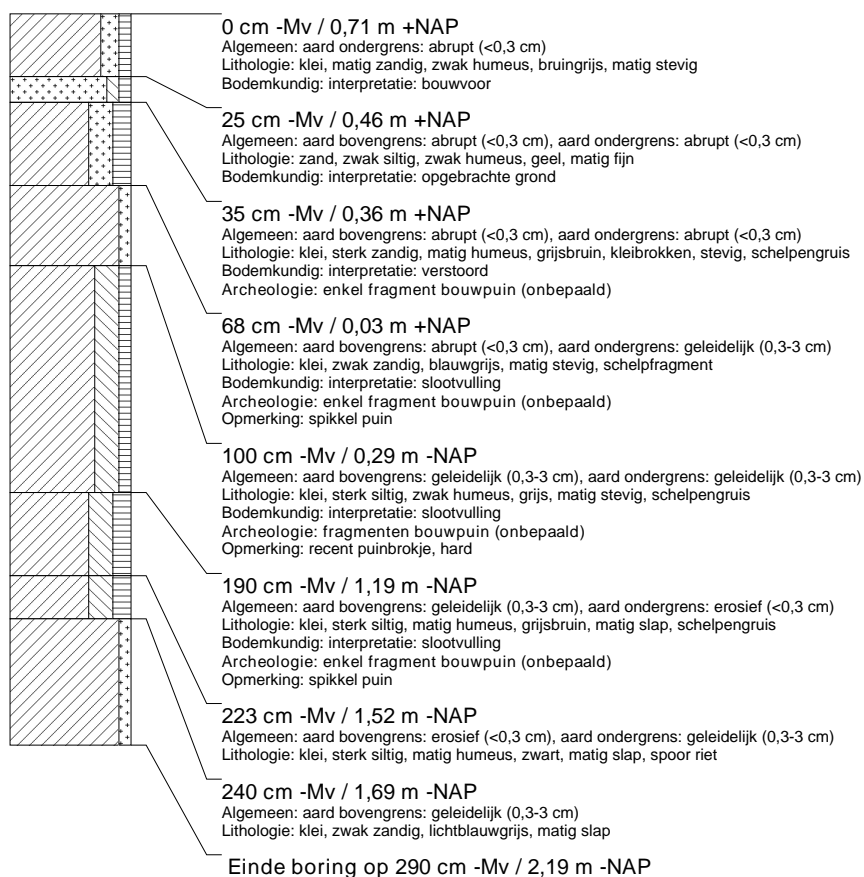 0 cm -Mv / 0,71 m +NAP
Algemeen: aard ondergrens: abrupt (<0,3 cm)
Lithologie: klei, matig zandig, zwak humeus, bruingrijs, matig stevig
Bodemkundig: interpretatie: bouwvoor
25 cm -Mv / 0,46 m +NAP
Algemeen: aard bovengrens: abrupt (<0,3 cm), aard ondergrens: abrupt (<0,3 cm)
Lithologie: zand, zwak siltig, zwak humeus, geel, matig fijn
Bodemkundig: interpretatie: opgebrachte grond
35 cm -Mv / 0,36 m +NAP
Algemeen: aard bovengrens: abrupt (<0,3 cm), aard ondergrens: abrupt (<0,3 cm)
Lithologie: klei, sterk zandig, matig humeus, grijsbruin, kleibrokken, stevig, schelpengruis
Bodemkundig: interpretatie: verstoord
Archeologie: enkel fragment bouwpuin (onbepaald)
68 cm -Mv / 0,03 m +NAP
Algemeen: aard bovengrens: abrupt (<0,3 cm), aard ondergrens: geleidelijk (0,3-3 cm)
Lithologie: klei, zwak zandig, blauwgrijs, matig stevig, schelpfragment
Bodemkundig: interpretatie: slootvulling
Archeologie: enkel fragment bouwpuin (onbepaald)
Opmerking: spikkel puin
100 cm -Mv / 0,29 m -NAP
Algemeen: aard bovengrens: geleidelijk (0,3-3 cm), aard ondergrens: geleidelijk (0,3-3 cm)
Lithologie: klei, sterk siltig, zwak humeus, grijs, matig stevig, schelpengruis
Bodemkundig: interpretatie: slootvulling
Archeologie: fragmenten bouwpuin (onbepaald)
Opmerking: recent puinbrokje, hard
190 cm -Mv / 1,19 m -NAP
Algemeen: aard bovengrens: geleidelijk (0,3-3 cm), aard ondergrens: erosief (<0,3 cm)
Lithologie: klei, sterk siltig, matig humeus, grijsbruin, matig slap, schelpengruis
Bodemkundig: interpretatie: slootvulling
Archeologie: enkel fragment bouwpuin (onbepaald)
Opmerking: spikkel puin
223 cm -Mv / 1,52 m -NAP
Algemeen: aard bovengrens: erosief (<0,3 cm), aard ondergrens: geleidelijk (0,3-3 cm)
Lithologie: klei, sterk siltig, matig humeus, zwart, matig slap, spoor riet
240 cm -Mv / 1,69 m -NAP
Algemeen: aard bovengrens: geleidelijk (0,3-3 cm)
Lithologie: klei, zwak zandig, lichtblauwgrijs, matig slap
Einde boring op 290 cm -Mv / 2,19 m -NAP